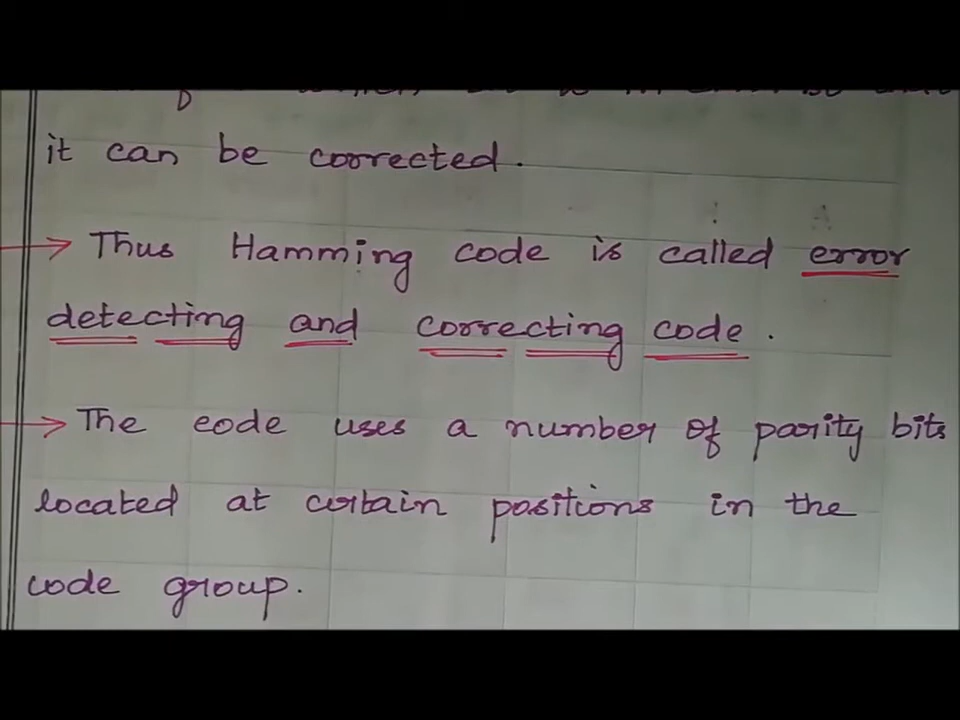 it can be corrected.
→ Thus Hamming code is called error
detecting and correcting code.
→ The code uses a number of parity bits
located at certain positions in the
code group.